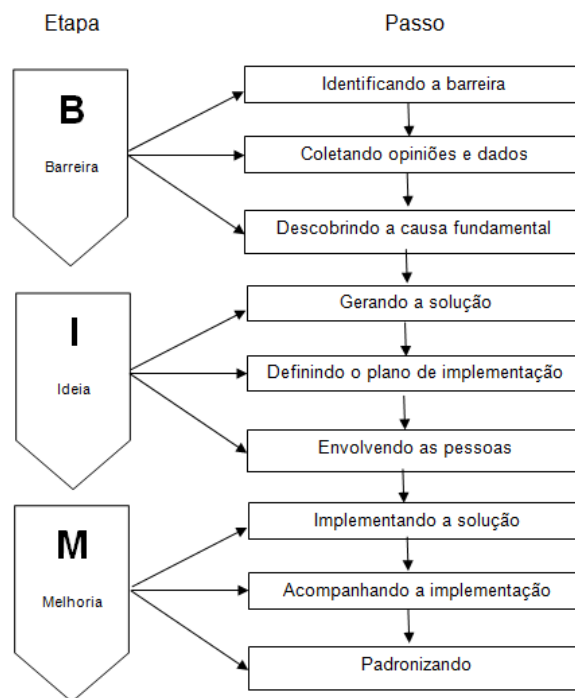 Etapa
Passo
B
Barreira
Identificando a barreira
Coletando opiniões e dados
Descobrindo a causa fundamental
I
Ideia
Gerando a solução
Definindo o plano de implementação
Envolvendo as pessoas
M
Melhoria
Implementando a solução
Acompanhando a implementação
Padronizando